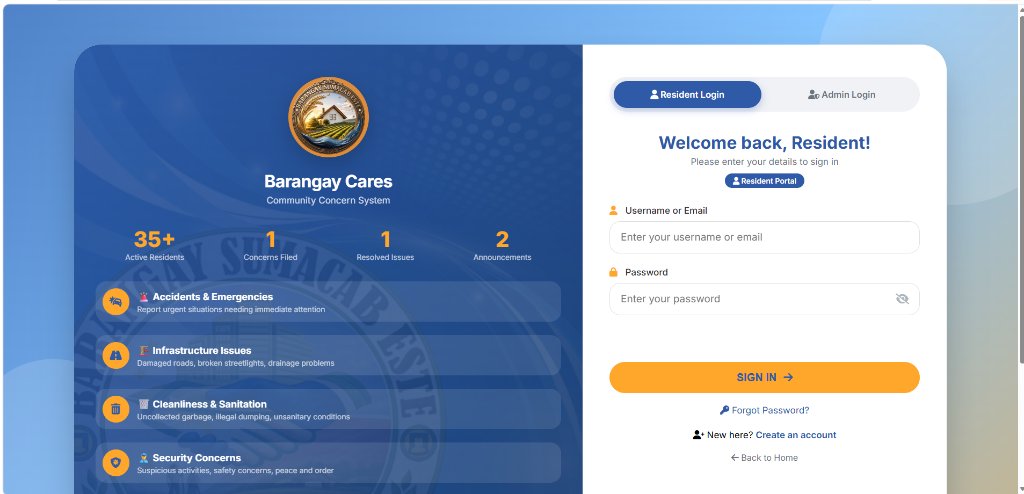 Barangay Cares
Community Concern System
35+
Active Residents
1
Concerns Filed
1
Resolved Issues
2
Announcements
Accidents & Emergencies
Report urgent situations needing immediate attention
Infrastructure Issues
Damaged roads, broken streetlights, drainage problems
Cleanliness & Sanitation
Uncollected garbage, illegal dumping, unsanitary conditions
Security Concerns
Suspicious activities, safety concerns, peace and order
BARANGAY SUMACAB ESTE
Resident Login
Admin Login
Welcome back, Resident!
Please enter your details to sign in
Resident Portal
Username or Email
Enter your username or email
Password
Enter your password
SIGN IN
Forgot Password?
New here? Create an account
Back to Home